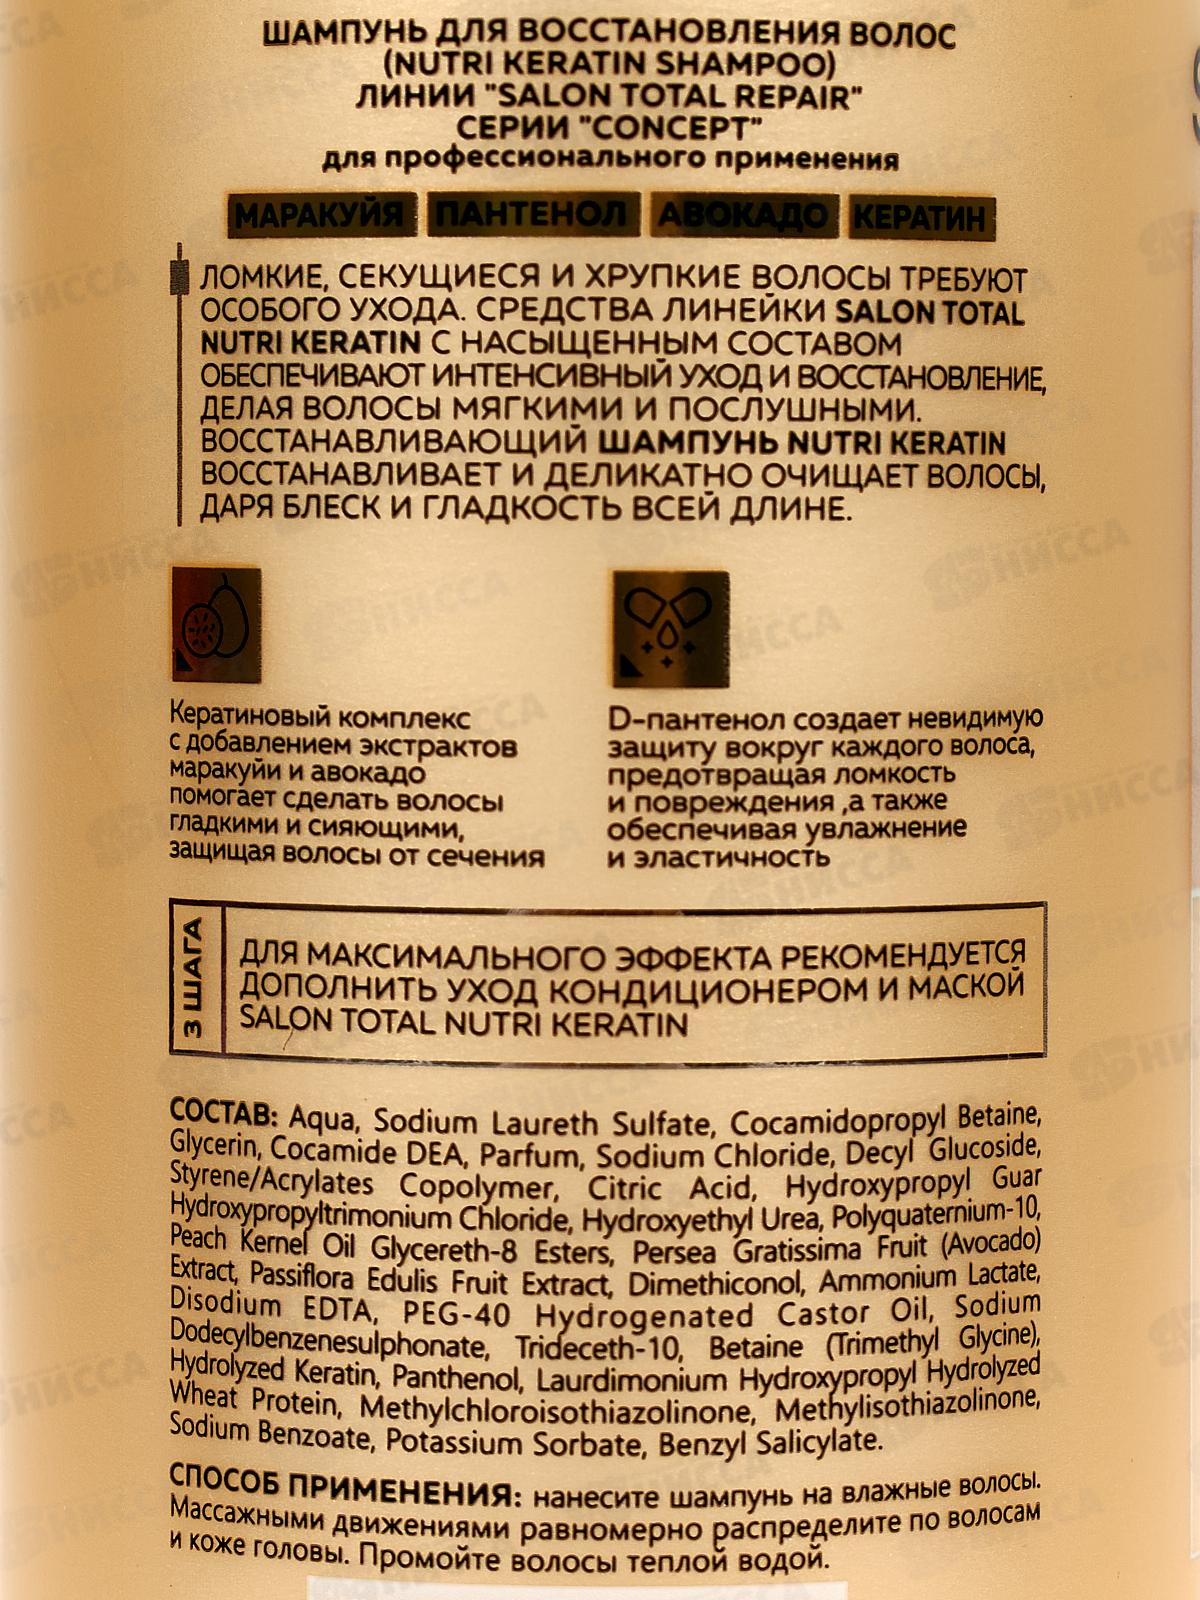 ШАМПУНЬ ДЛЯ ВОССТАНОВЛЕНИЯ ВОЛОС
(NUTRI KERATIN SHAMPOO)
ЛИНИИ "SALON TOTAL REPAIR"
СЕРИИ "CONCEPT"
для профессионального применения
МАРАКУЙЯ ПАНТЕНОЛ АВОКАДО КЕРАТИН
ЛОМКИЕ, СЕКУЩИЕСЯ И ХРУПКИЕ ВОЛОСЫ ТРЕБУЮТ
ОСОБОГО УХОДА. СРЕДСТВА ЛИНЕЙКИ SALON TOTAL
NUTRI KERATIN С НАСЫЩЕННЫМ СОСТАВОМ
ОБЕСПЕЧИВАЮТ ИНТЕНСИВНЫЙ УХОД И ВОССТАНОВЛЕНИЕ,
ДЕЛАЯ ВОЛОСЫ МЯГКИМИ И ПОСЛУШНЫМИ.
ВОССТАНАВЛИВАЮЩИЙ ШАМПУНЬ NUTRI KERATIN
ВОССТАНАВЛИВАЕТ И ДЕЛИКАТНО ОЧИЩАЕТ ВОЛОСЫ,
ДАРЯ БЛЕСК И ГЛАДКОСТЬ ВСЕЙ ДЛИНЕ.
Кератиновый комплекс
с добавлением экстрактов
маракуйи и авокадо
помогает сделать волосы
гладкими и сияющими,
защищая волосы от сечения
D-пантенол создает невидимую
защиту вокруг каждого волоса,
предотвращая ломкость
и повреждения ,а также
обеспечивая увлажнение
и эластичность
3 ШАГА
ДЛЯ МАКСИМАЛЬНОГО ЭФФЕКТА РЕКОМЕНДУЕТСЯ
ДОПОЛНИТЬ УХОД КОНДИЦИОНЕРОМ И МАСКОЙ
SALON TOTAL NUTRI KERATIN
СОСТАВ: Aqua, Sodium Laureth Sulfate, Cocamidopropyl Betaine,
Glycerin, Cocamide DEA, Parfum, Sodium Chloride, Decyl Glucoside,
Styrene/Acrylates Copolymer, Citric Acid, Hydroxypropyl Guar
Hydroxypropyltrimonium Chloride, Hydroxyethyl Urea, Polyquaternium-10,
Peach Kernel Oil Glycereth-8 Esters, Persea Gratissima Fruit (Avocado)
Extract, Passiflora Edulis Fruit Extract, Dimethiconol, Ammonium Lactate,
Disodium EDTA, PEG-40 Hydrogenated Castor Oil, Sodium
Dodecylbenzenesulphonate, Trideceth-10, Betaine (Trimethyl Glycine),
Hydrolyzed Keratin, Panthenol, Laurdimonium Hydroxypropyl Hydrolyzed
Wheat Protein, Methylchloroisothiazolinone, Methylisothiazolinone,
Sodium Benzoate, Potassium Sorbate, Benzyl Salicylate.
СПОСОБ ПРИМЕНЕНИЯ: нанесите шампунь на влажные волосы.
Массажными движениями равномерно распределите по волосам
и коже головы. Промойте волосы теплой водой.